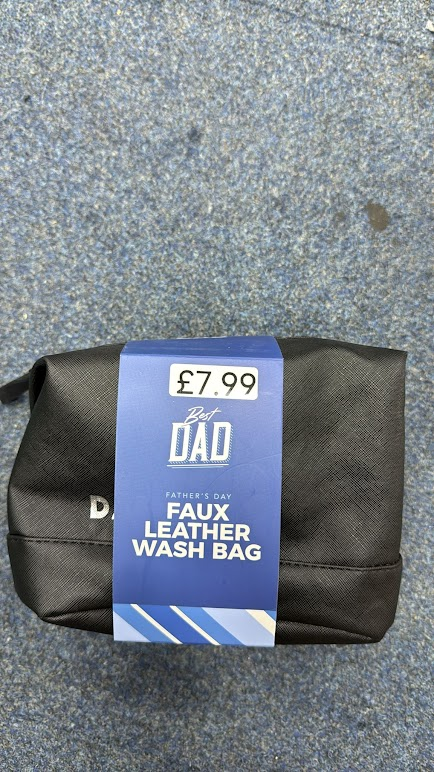 £7.99
Best
DAD
FATHER'S DAY
FAUX
LEATHER
WASH BAG